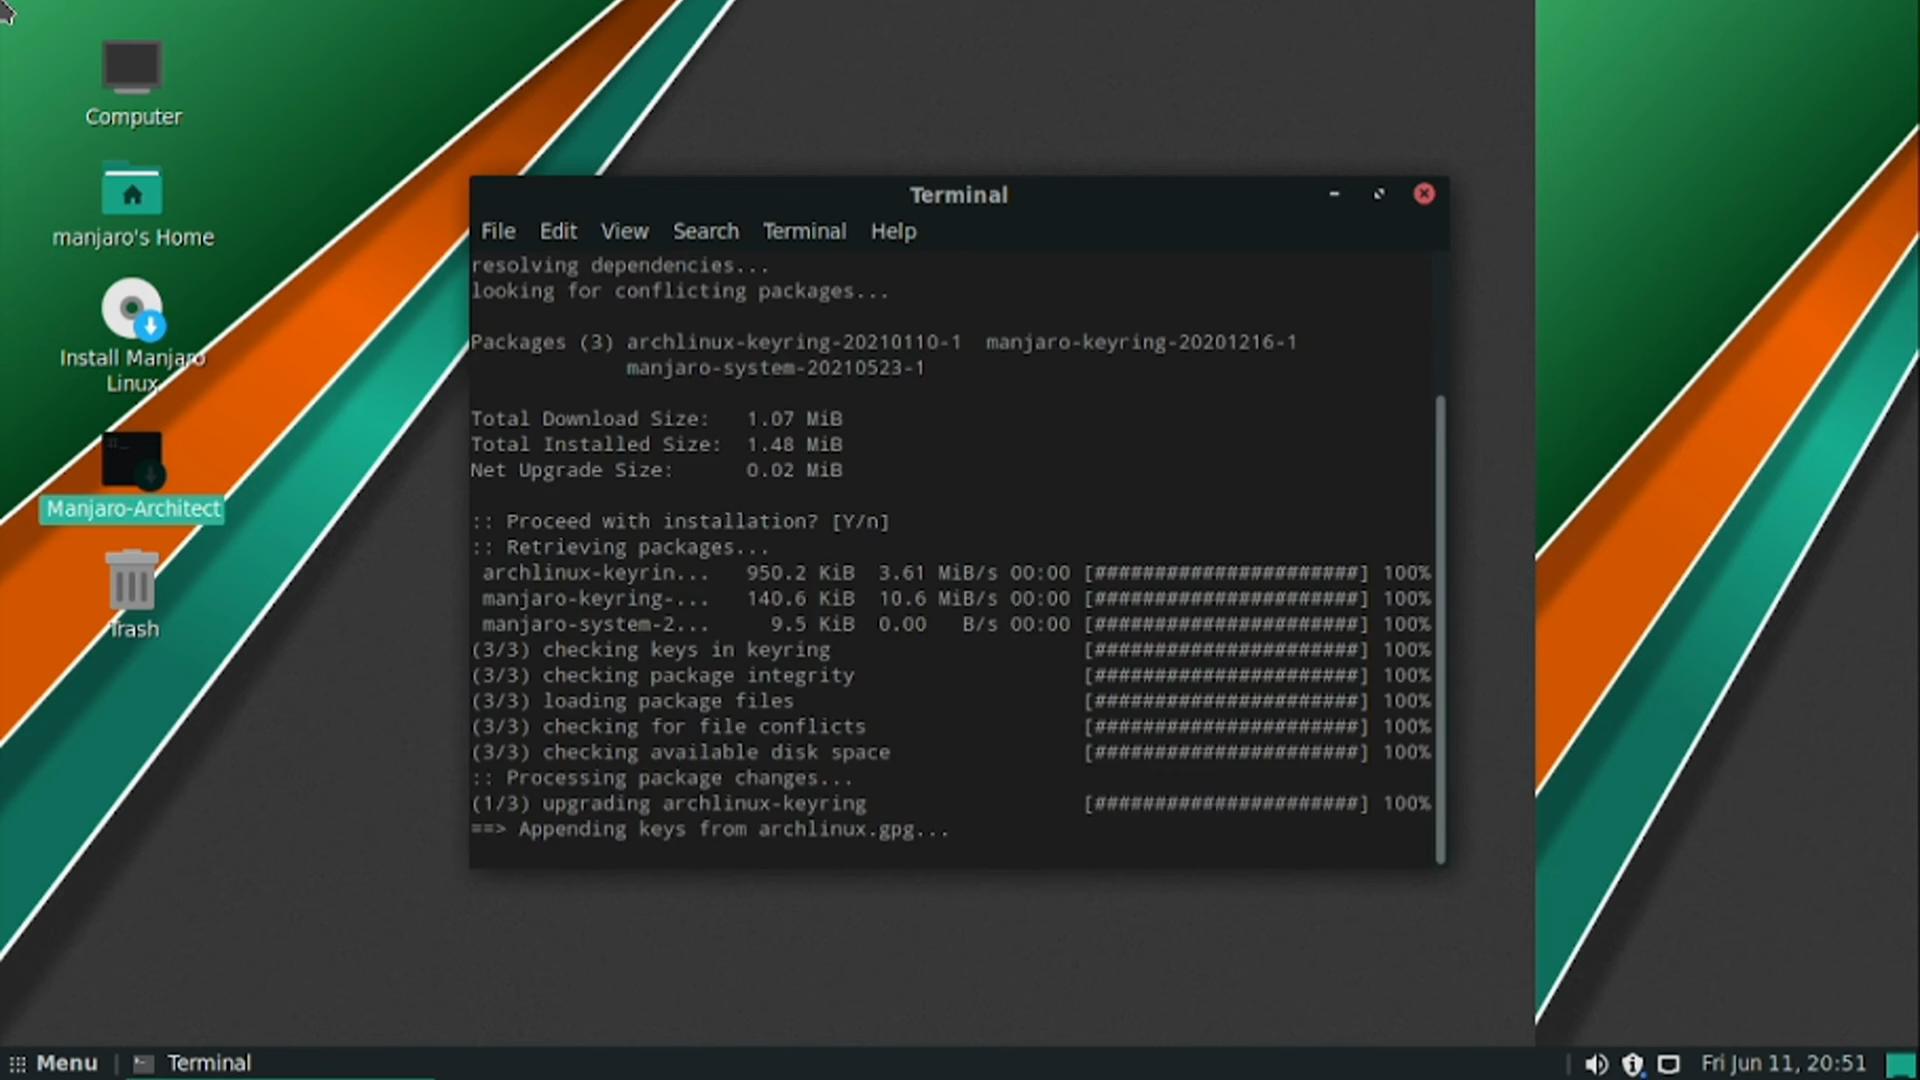 Computer
manjaro's Home
Install Manjaro
Linux
Manjaro-Architect
Trash
Terminal
File Edit View Search Terminal Help
resolving dependencies...
looking for conflicting packages...
Packages (3) archlinux-keyring-20210110-1 manjaro-keyring-20201216-1
manjaro-system-20210523-1
Total Download Size: 1.07 MiB
Total Installed Size: 1.48 MiB
Net Upgrade Size: 0.02 MiB
:: Proceed with installation? [Y/n]
:: Retrieving packages...
archlinux-keyrin... 950.2 KiB 3.61 MiB/s 00:00 [######################] 100%
manjaro-keyring-... 140.6 KiB 10.6 MiB/s 00:00 [######################] 100%
manjaro-system-2... 9.5 KiB 0.00 B/s 00:00 [######################] 100%
(3/3) checking keys in keyring [######################] 100%
(3/3) checking package integrity [######################] 100%
(3/3) loading package files [######################] 100%
(3/3) checking for file conflicts [######################] 100%
(3/3) checking available disk space [######################] 100%
:: Processing package changes...
(1/3) upgrading archlinux-keyring [######################] 100%
==> Appending keys from archlinux.gpg...
Menu Terminal Fri Jun 11, 20:51